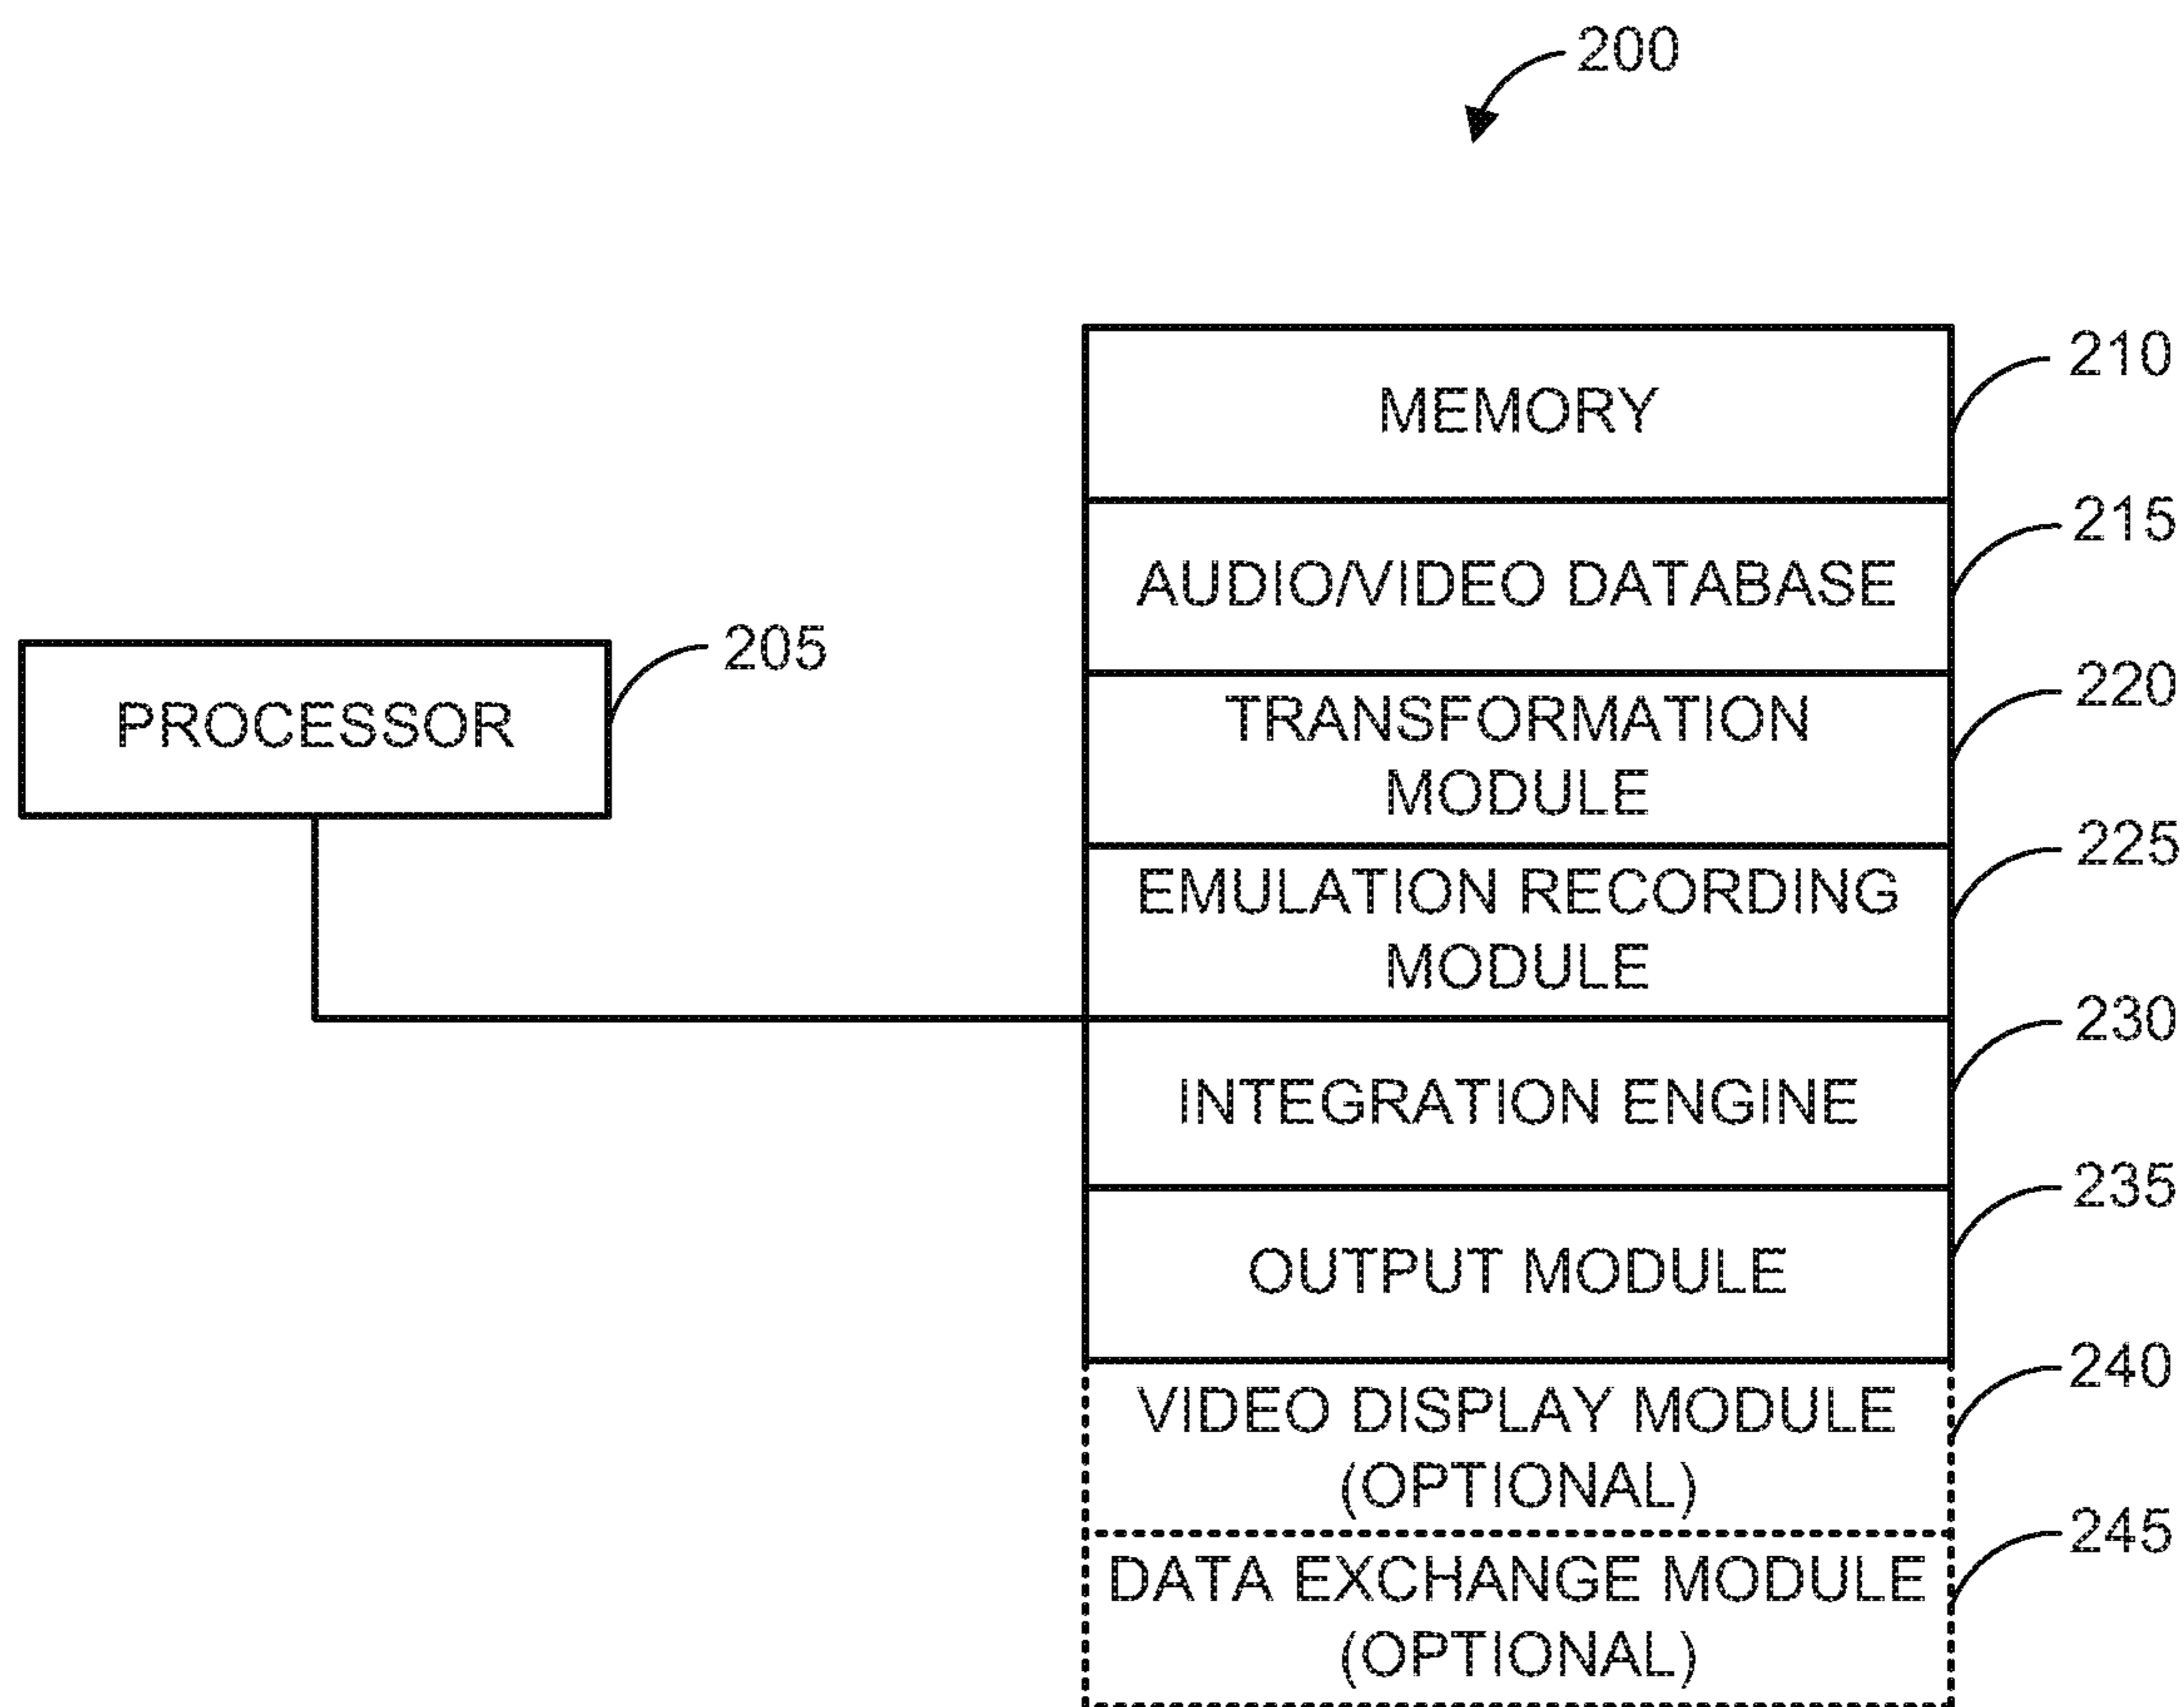 200
MEMORY
210
AUDIO/VIDEO DATABASE
215
PROCESSOR
205
TRANSFORMATION
MODULE
220
EMULATION RECORDING
MODULE
225
INTEGRATION ENGINE
230
OUTPUT MODULE
235
VIDEO DISPLAY MODULE
(OPTIONAL)
240
DATA EXCHANGE MODULE
(OPTIONAL)
245